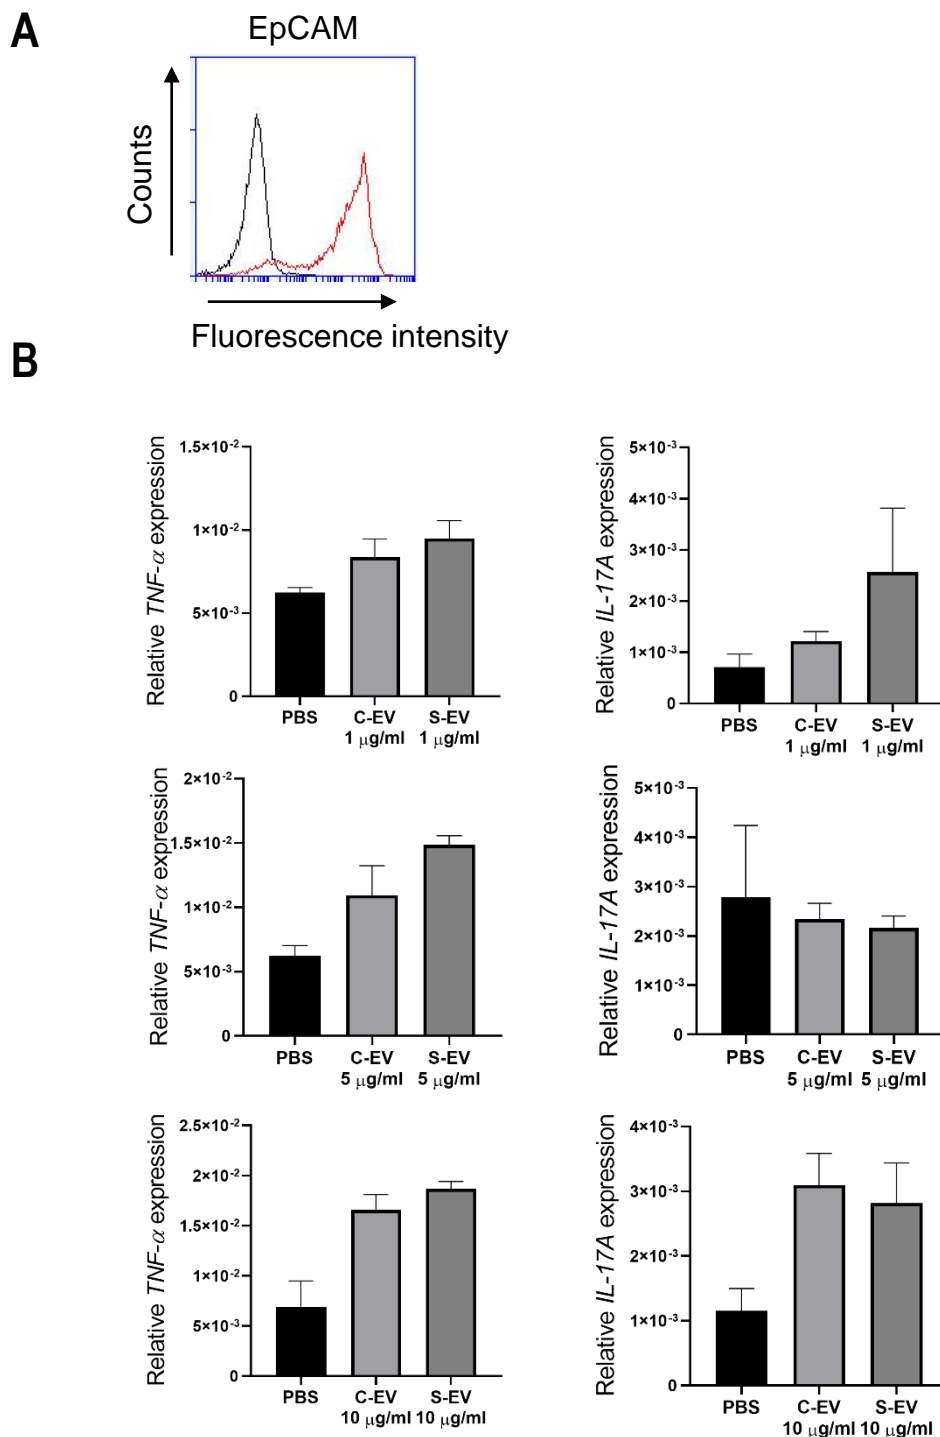 A
EpCAM
Counts
Fluorescence intensity
B
Relative TNF-α expression
1.5×10⁻²
1×10⁻²
5×10⁻³
0
PBS
C-EV
1 μg/ml
S-EV
1 μg/ml
Relative IL-17A expression
5×10⁻³
4×10⁻³
3×10⁻³
2×10⁻³
1×10⁻³
0
PBS
C-EV
1 μg/ml
S-EV
1 μg/ml
Relative TNF-α expression
2×10⁻²
1.5×10⁻²
1×10⁻²
5×10⁻³
0
PBS
C-EV
5 μg/ml
S-EV
5 μg/ml
Relative IL-17A expression
5×10⁻³
4×10⁻³
3×10⁻³
2×10⁻³
1×10⁻³
0
PBS
C-EV
5 μg/ml
S-EV
5 μg/ml
Relative TNF-α expression
2.5×10⁻²
2×10⁻²
1.5×10⁻²
1×10⁻²
5×10⁻³
0
PBS
C-EV
10 μg/ml
S-EV
10 μg/ml
Relative IL-17A expression
4×10⁻³
3×10⁻³
2×10⁻³
1×10⁻³
0
PBS
C-EV
10 μg/ml
S-EV
10 μg/ml